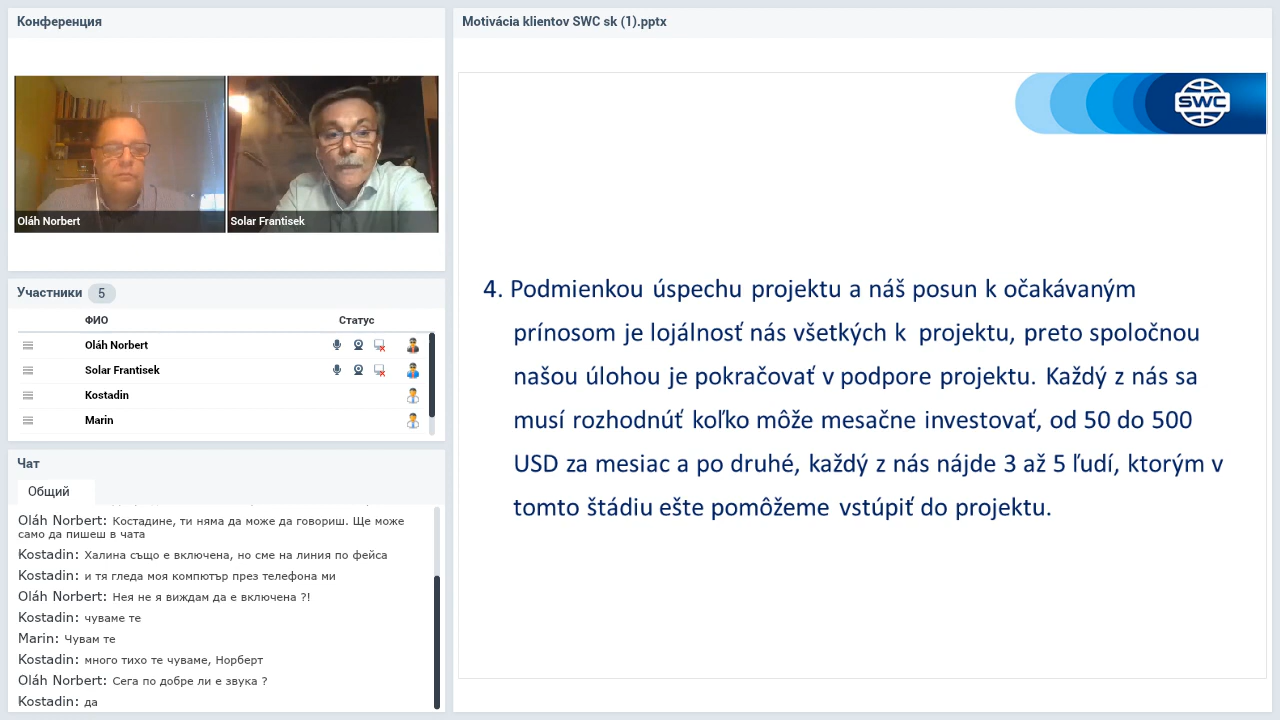 Конференция
Oláh Norbert
Solar Frantisek
Участники 5
ФИО Статус
Oláh Norbert
Solar Frantisek
Kostadin
Marin
Чат
Общий
Oláh Norbert: Костадине, ти няма да може да говориш. Ще може
само да пишеш в чата
Kostadin: Халина също е включена, но сме на линия по фейса
Kostadin: и тя гледа моя компютър през телефона ми
Oláh Norbert: Нея не я виждам да е включена ?!
Kostadin: чуваме те
Marin: Чувам те
Kostadin: много тихо те чуваме, Норберт
Oláh Norbert: Сега по добре ли е звука ?
Kostadin: да
Motivácia klientov SWC sk (1).pptx
SWC
4. Podmienkou úspechu projektu a náš posun k očakávaným
prínosom je lojálnosť nás všetkých k projektu, preto spoločnou
našou úlohou je pokračovať v podpore projektu. Každý z nás sa
musí rozhodnúť koľko môže mesačne investovať, od 50 do 500
USD za mesiac a po druhé, každý z nás nájde 3 až 5 ľudí, ktorým v
tomto štádiu ešte pomôžeme vstúpiť do projektu.